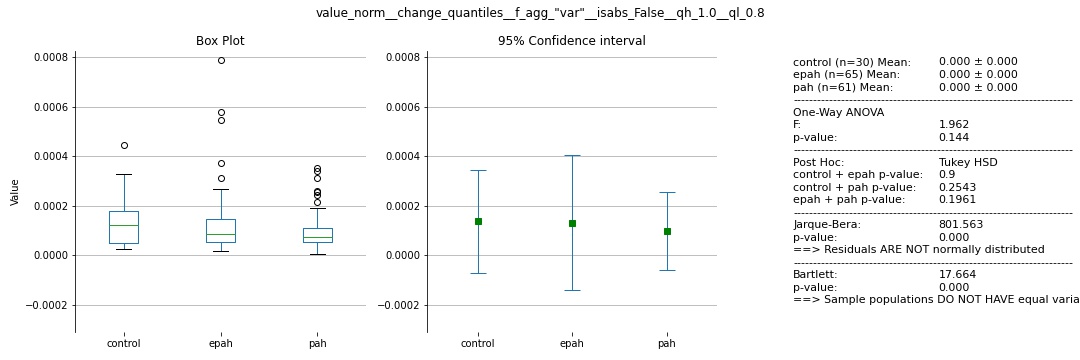 value_norm__change_quantiles__f_agg_"var"__isabs_False__qh_1.0__ql_0.8
Box Plot
Value
0.0008
0.0006
0.0004
0.0002
0.0000
−0.0002
control epah pah
95% Confidence interval
0.0008
0.0006
0.0004
0.0002
0.0000
−0.0002
control epah pah
control (n=30) Mean: 0.000 ± 0.000
epah (n=65) Mean: 0.000 ± 0.000
pah (n=61) Mean: 0.000 ± 0.000
One-Way ANOVA
F: 1.962
p-value: 0.144
Post Hoc: Tukey HSD
control + epah p-value: 0.9
control + pah p-value: 0.2543
epah + pah p-value: 0.1961
Jarque-Bera: 801.563
p-value: 0.000
==> Residuals ARE NOT normally distributed
Bartlett: 17.664
p-value: 0.000
==> Sample populations DO NOT HAVE equal varia